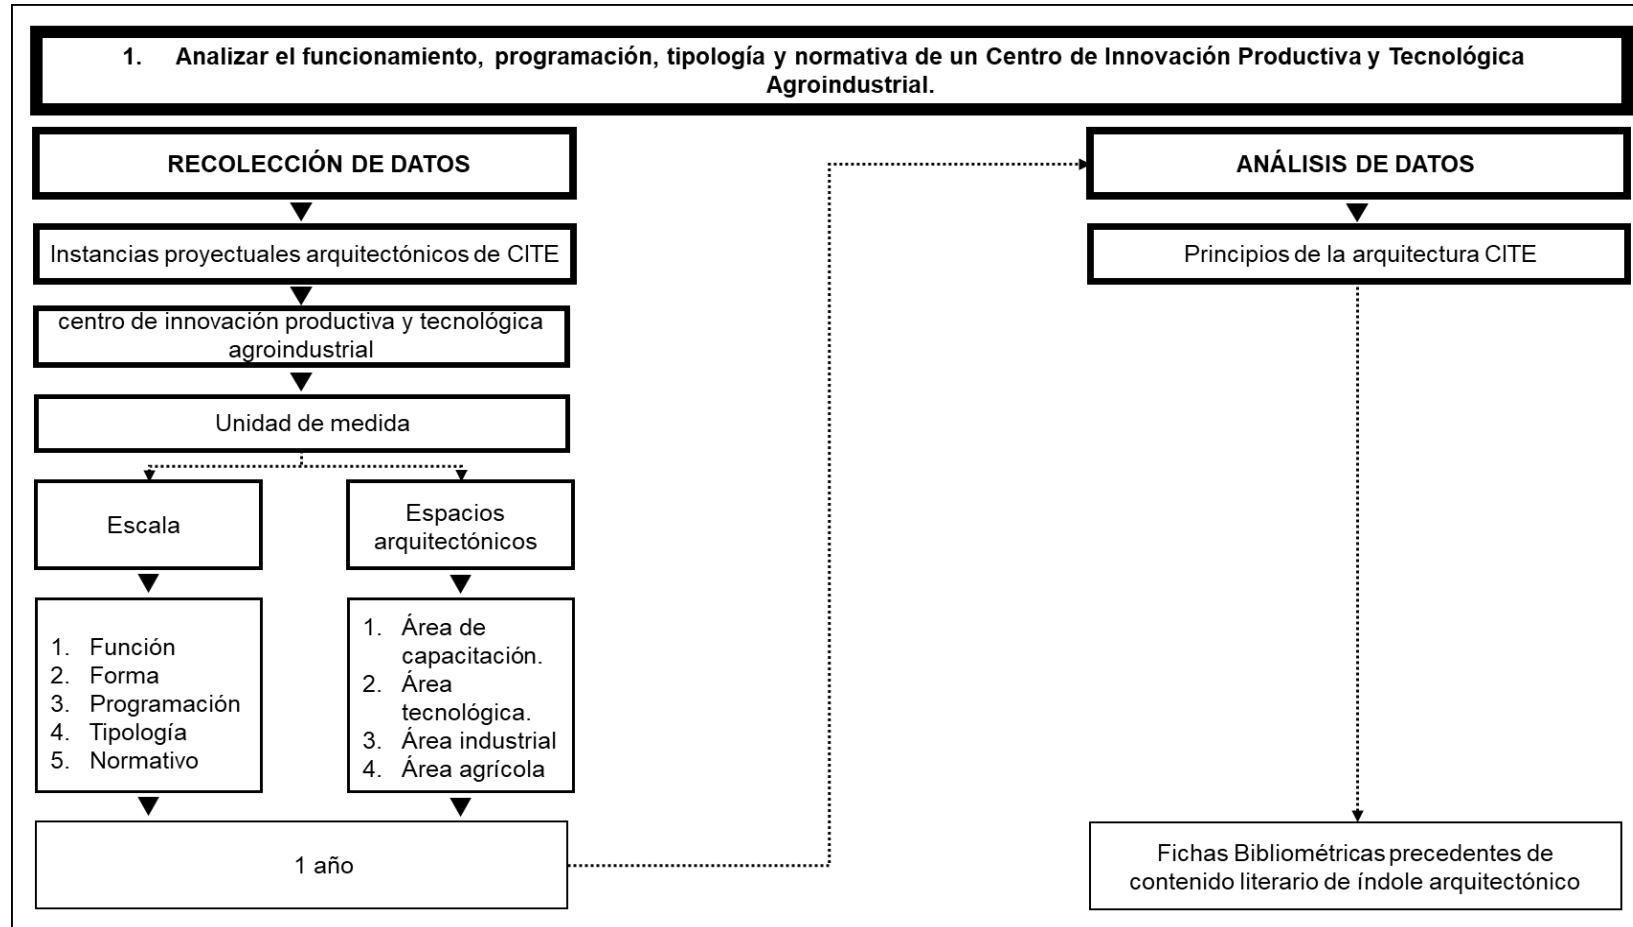 1. Analizar el funcionamiento, programación, tipología y normativa de un Centro de Innovación Productiva y Tecnológica
Agroindustrial.
RECOLECCIÓN DE DATOS
Instancias proyectuales arquitectónicos de CITE
centro de innovación productiva y tecnológica
agroindustrial
Unidad de medida
Escala
Espacios
arquitectónicos
1. Función
2. Forma
3. Programación
4. Tipología
5. Normativo
1. Área de
capacitación.
2. Área
tecnológica.
3. Área industrial
4. Área agrícola
1 año
ANÁLISIS DE DATOS
Principios de la arquitectura CITE
Fichas Bibliométricas precedentes de
contenido literario de índole arquitectónico